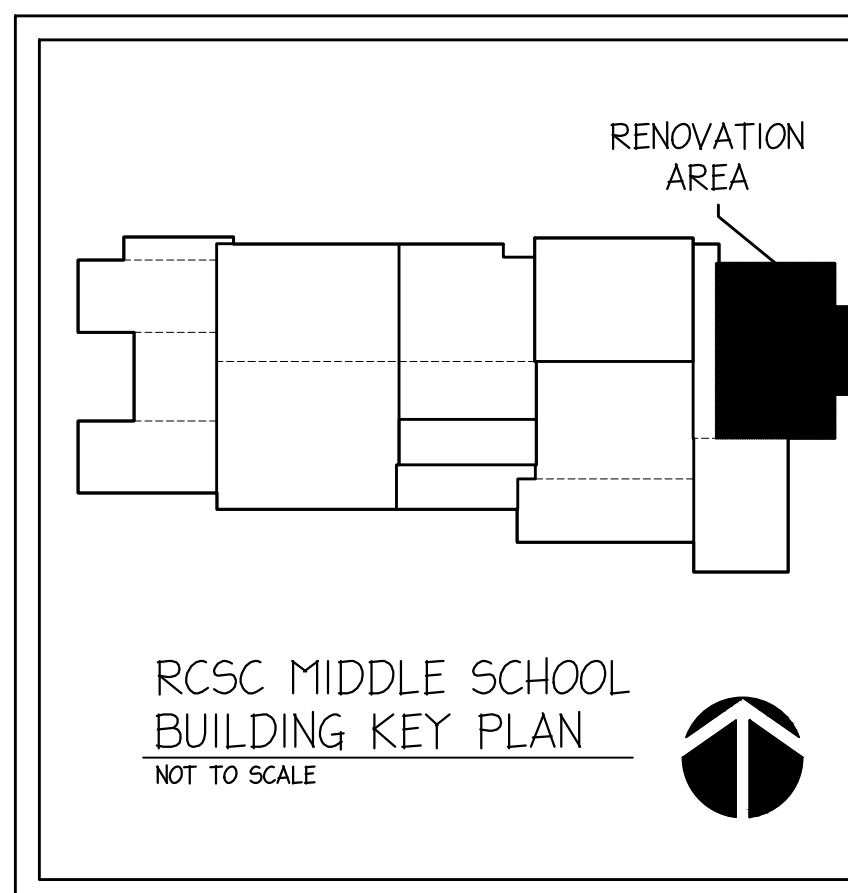 RENOVATION
AREA
RCSC MIDDLE SCHOOL
BUILDING KEY PLAN
NOT TO SCALE